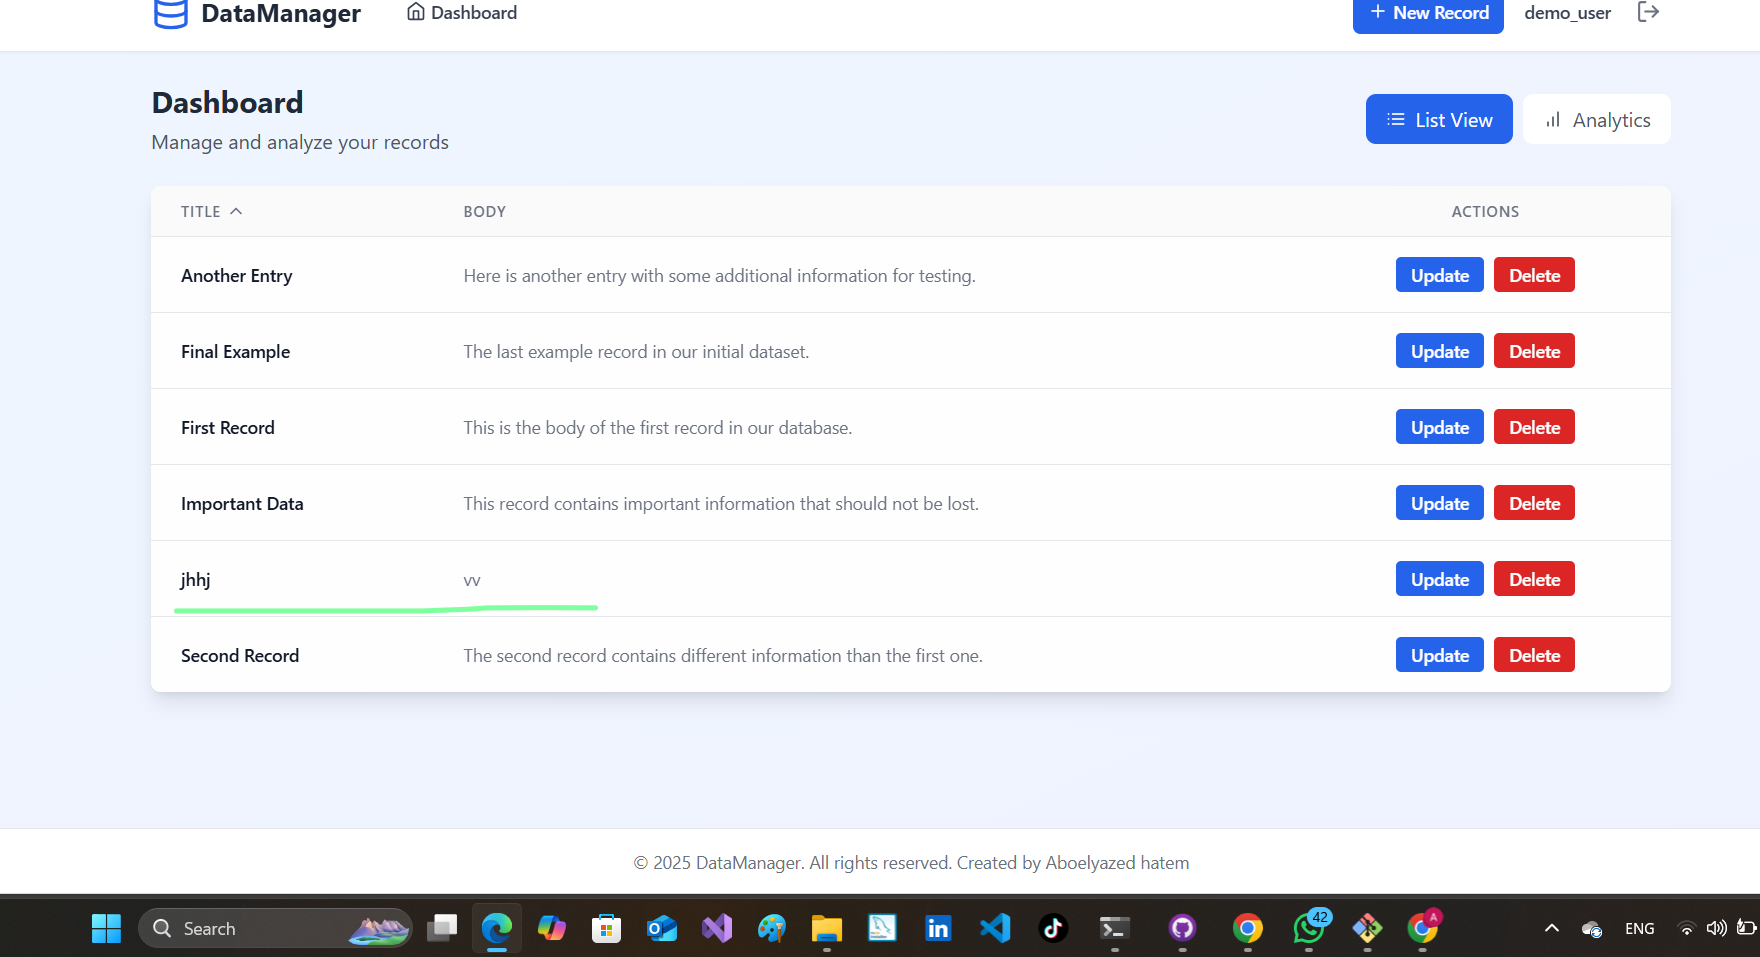 DataManager Dashboard + New Record demo_user
Dashboard
Manage and analyze your records
List View Analytics
TITLE BODY ACTIONS
Another Entry Here is another entry with some additional information for testing. Update Delete
Final Example The last example record in our initial dataset. Update Delete
First Record This is the body of the first record in our database. Update Delete
Important Data This record contains important information that should not be lost. Update Delete
jhhj vv Update Delete
Second Record The second record contains different information than the first one. Update Delete
© 2025 DataManager. All rights reserved. Created by Aboelyazed hatem
Search 42 A ENG